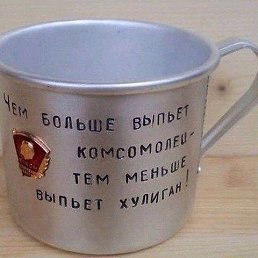 Чем больше выпьет
комсомолец-
тем меньше
выпьет хулиган!